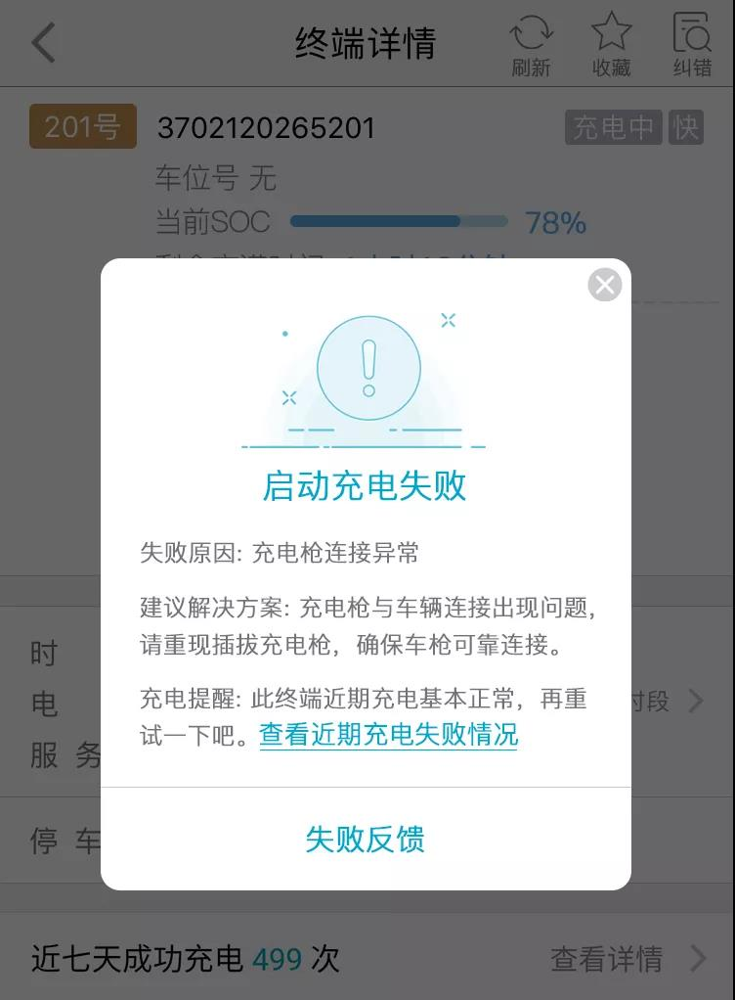 终端详情
刷新
收藏
纠错
201号 3702120265201 充电中 快
车位号 无
当前SOC 78%
启动充电失败
失败原因: 充电枪连接异常
建议解决方案: 充电枪与车辆连接出现问题,
请重现插拔充电枪, 确保车枪可靠连接。
充电提醒: 此终端近期充电基本正常, 再重
试一下吧。查看近期充电失败情况
时
电 时段
服 务
停 车
失败反馈
近七天成功充电 499 次 查看详情